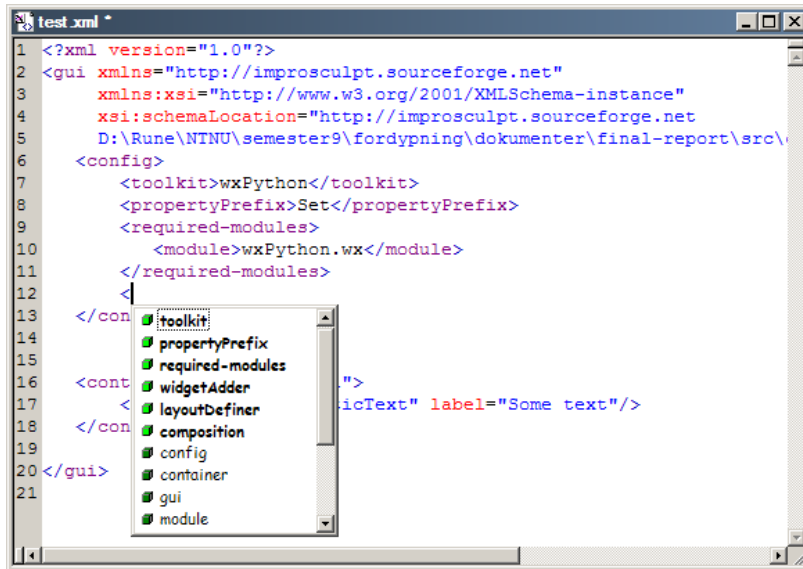 test.xml *
1 <?xml version="1.0"?>
2 <gui xmlns="http://improsculpt.sourceforge.net"
3 xmlns:xsi="http://www.w3.org/2001/XMLSchema-instance"
4 xsi:schemaLocation="http://improsculpt.sourceforge.net
5 D:\Rune\NTNU\semester9\fordypning\dokumenter\final-report\src\
6 <config>
7 <toolkit>wxPython</toolkit>
8 <propertyPrefix>Set</propertyPrefix>
9 <required-modules>
10 <module>wxPython.wx</module>
11 </required-modules>
12 <
13 </con
14
15
16 <cont ">
17 < icText" label="Some text"/>
18 </con
19
20 </gui>
21
toolkit
propertyPrefix
required-modules
widgetAdder
layoutDefiner
composition
config
container
gui
module